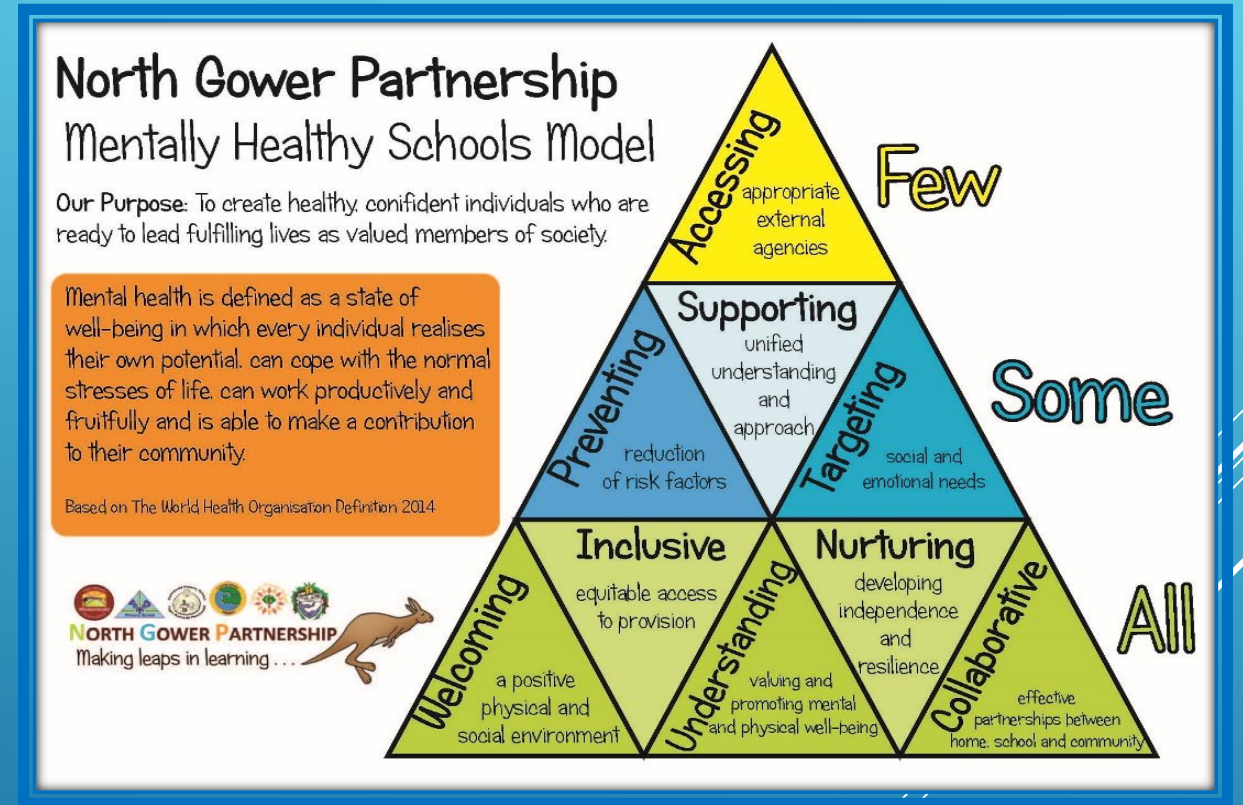 North Gower Partnership
Mentally Healthy Schools Model
Our Purpose: To create healthy, conifident individuals who are
ready to lead fulfilling lives as valued members of society.
Mental health is defined as a state of
well-being in which every individual realises
their own potential, can cope with the normal
stresses of life, can work productively and
fruitfully and is able to make a contribution
to their community.
Based on The World Health Organisation Definition 2014
NORTH GOWER PARTNERSHIP
Making leaps in learning . . .
Accessing
appropriate
external
agencies
Few
Preventing
reduction
of risk factors
Supporting
unified
understanding
and
approach
Targeting
social and
emotional needs
Some
Welcoming
a positive
physical and
social environment
Inclusive
equitable access
to provision
Understanding
valuing and
promoting mental
and physical well-being
Nurturing
developing
independence
and
resilience
Collaborative
effective
partnerships between
home, school and community
All